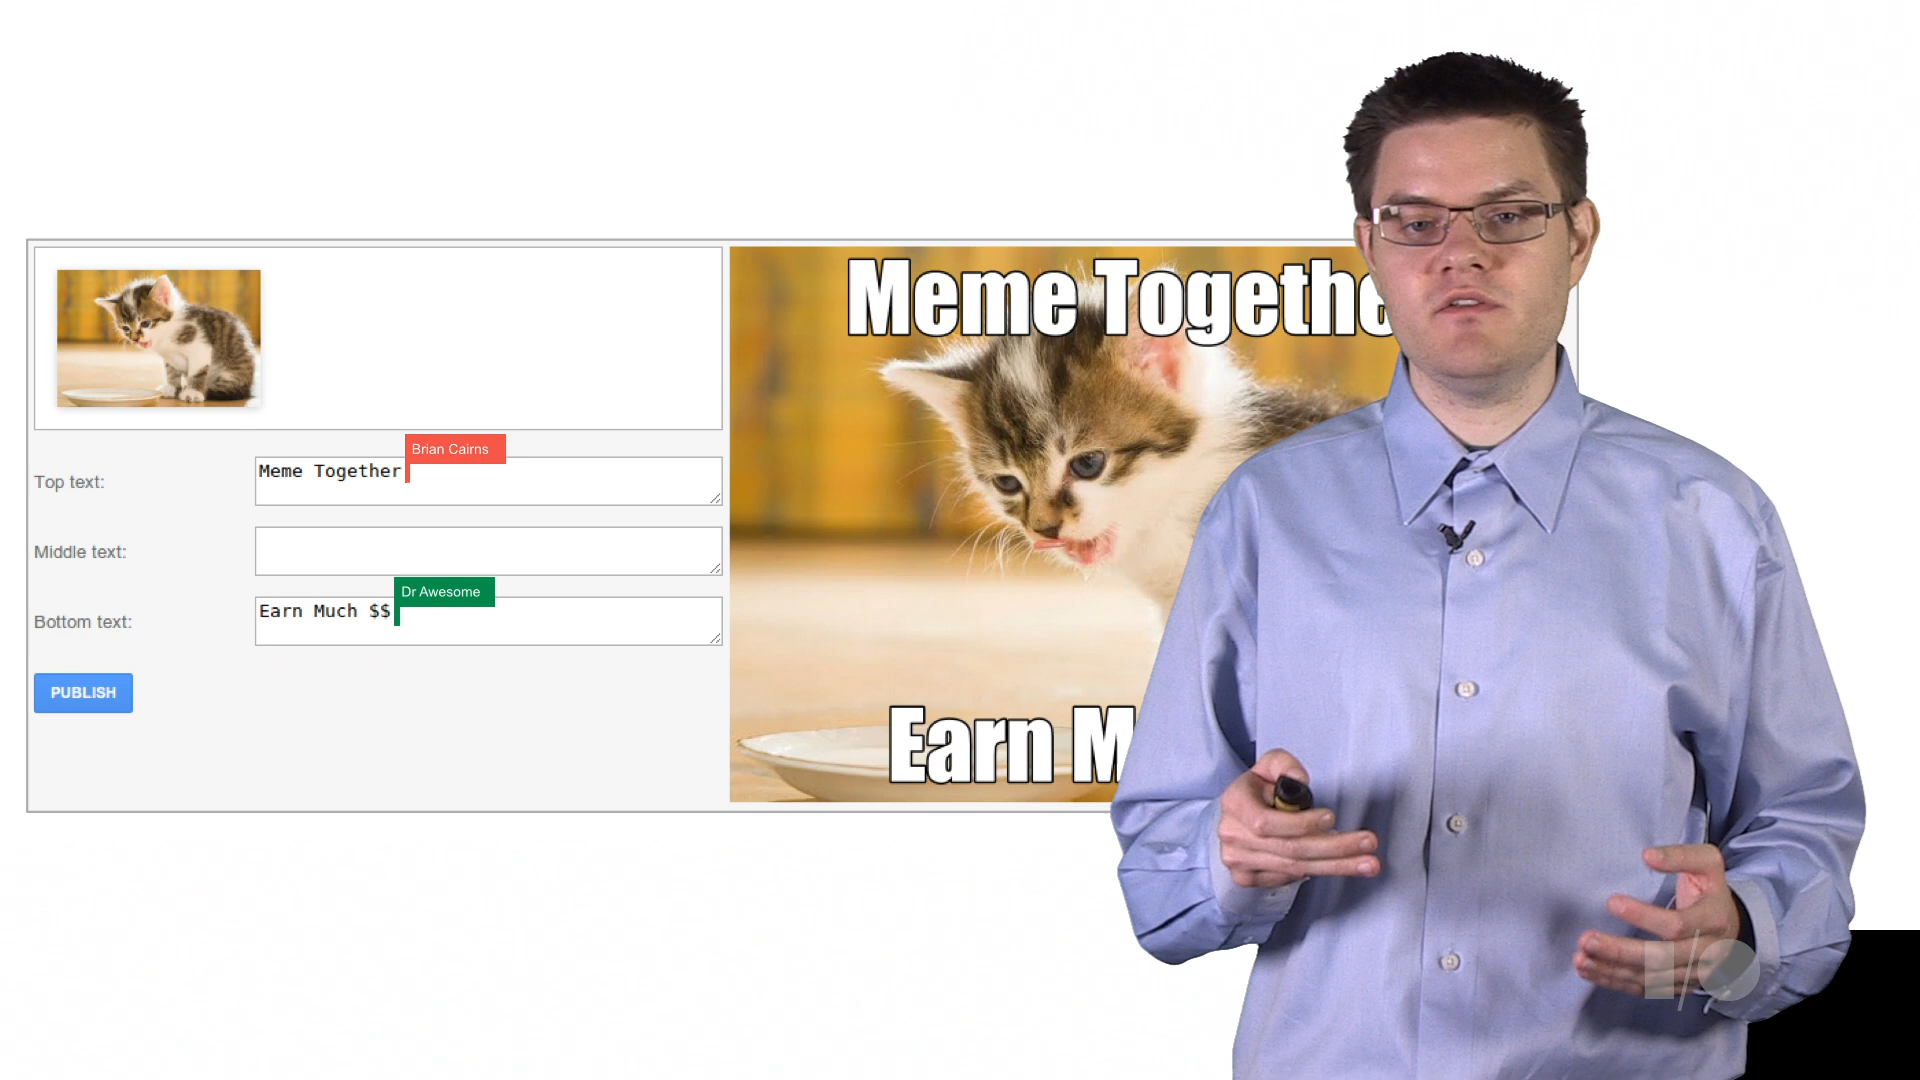 Meme Togethe
Brian Cairns
Top text:
Meme Together
Middle text:
Dr Awesome
Bottom text:
Earn Much $$
PUBLISH
Earn M
I/O